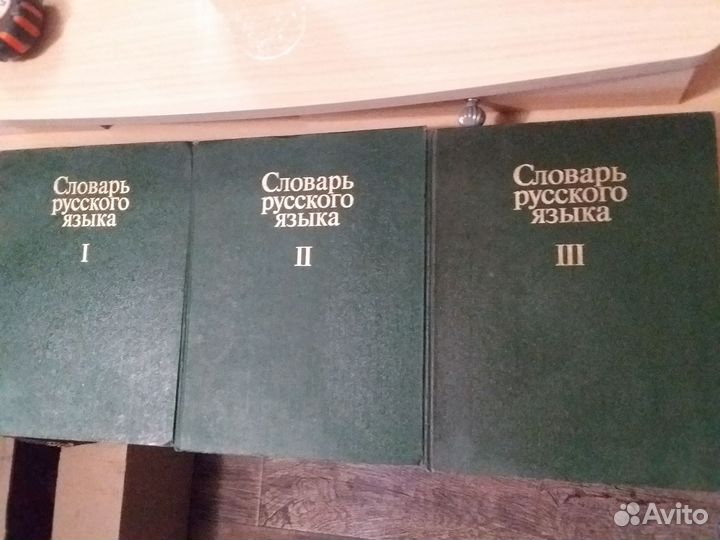 Словарь
русского
языка
I
Словарь
русского
языка
II
Словарь
русского
языка
III
Avito